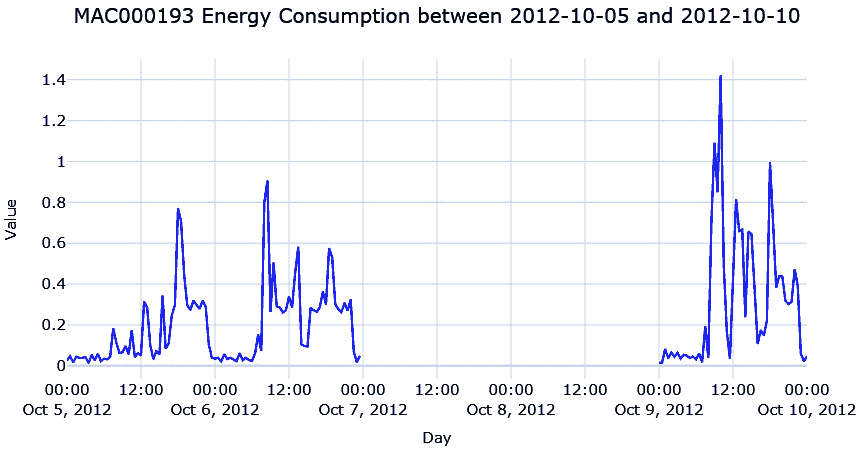 MAC000193 Energy Consumption between 2012-10-05 and 2012-10-10
1.4
1.2
1
0.8
0.6
0.4
0.2
0
Value
00:00 12:00 00:00 12:00 00:00 12:00 00:00 12:00 00:00 12:00 00:00
Oct 5, 2012 Oct 6, 2012 Oct 7, 2012 Oct 8, 2012 Oct 9, 2012 Oct 10, 2012
Day